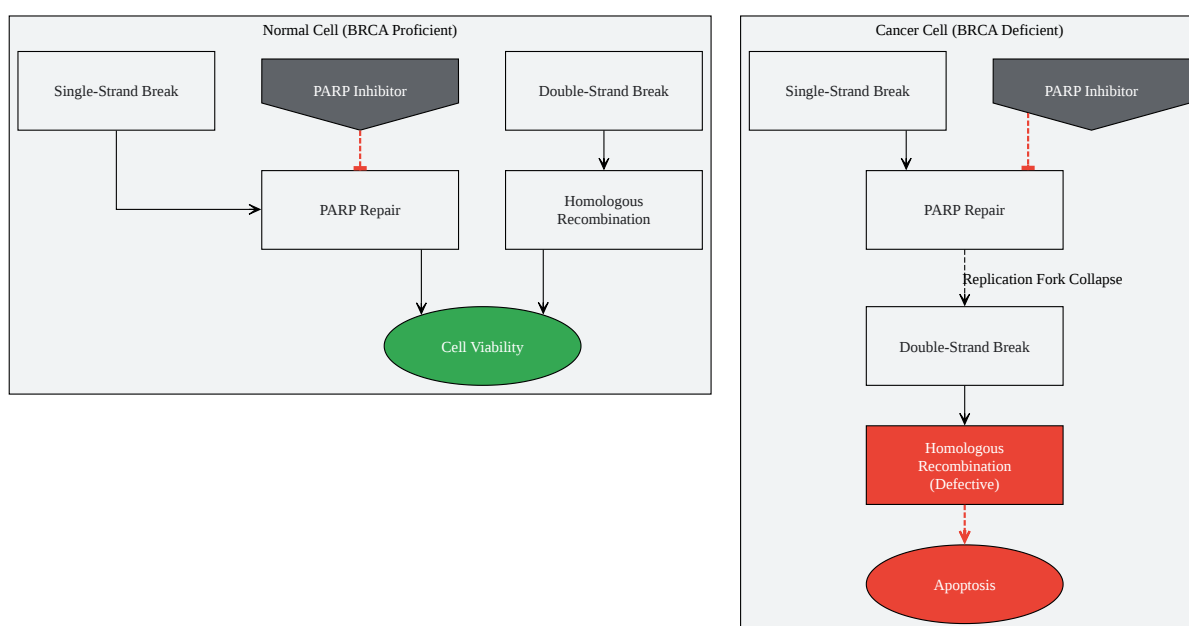 Normal Cell (BRCA Proficient)
Single-Strand Break
PARP Inhibitor
Double-Strand Break
PARP Repair
Homologous
Recombination
Cell Viability
Cancer Cell (BRCA Deficient)
Single-Strand Break
PARP Inhibitor
PARP Repair
Replication Fork Collapse
Double-Strand Break
Homologous
Recombination
(Defective)
Apoptosis